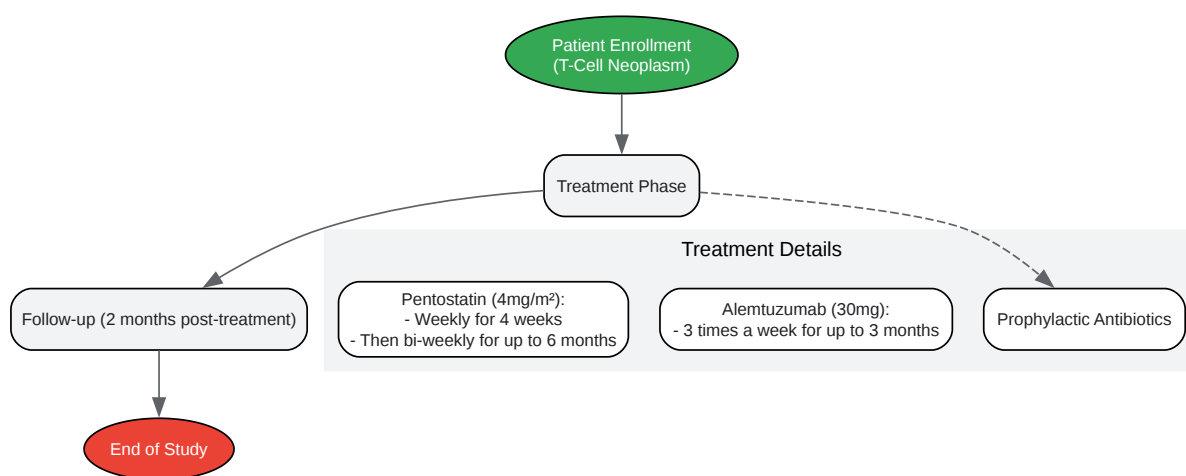 Patient Enrollment
(T-Cell Neoplasm)
Treatment Phase
Treatment Details
Follow-up (2 months post-treatment)
Pentostatin (4mg/m²):
- Weekly for 4 weeks
- Then bi-weekly for up to 6 months
Alemtuzumab (30mg):
- 3 times a week for up to 3 months
Prophylactic Antibiotics
End of Study